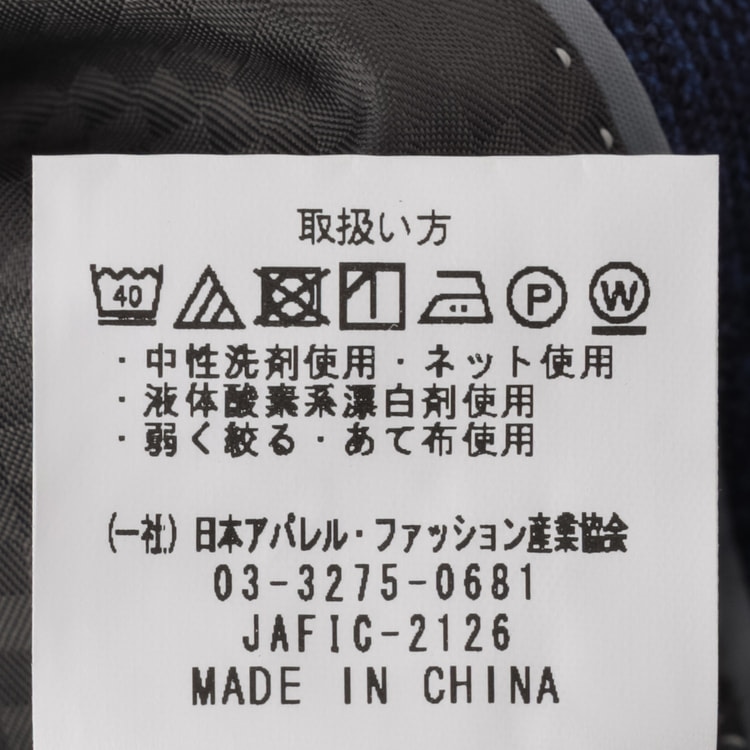 取扱い方
40 P W
・中性洗剤使用・ネット使用
・液体酸素系漂白剤使用
・弱く絞る・あて布使用
(一社)日本アパレル・ファッション産業協会
03-3275-0681
JAFIC-2126
MADE IN CHINA